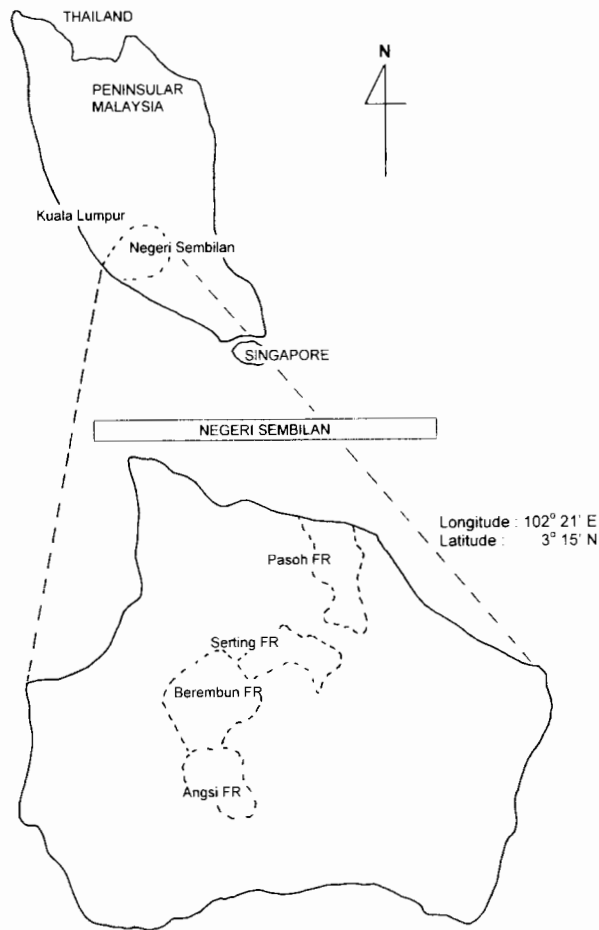 THAILAND
N
PENINSULAR
MALAYSIA
Kuala Lumpur
Negeri Sembilan
SINGAPORE
NEGERI SEMBILAN
Longitude : 102° 21' E
Latitude : 3° 15' N
Pasoh FR
Serting FR
Berembun FR
Angsi FR